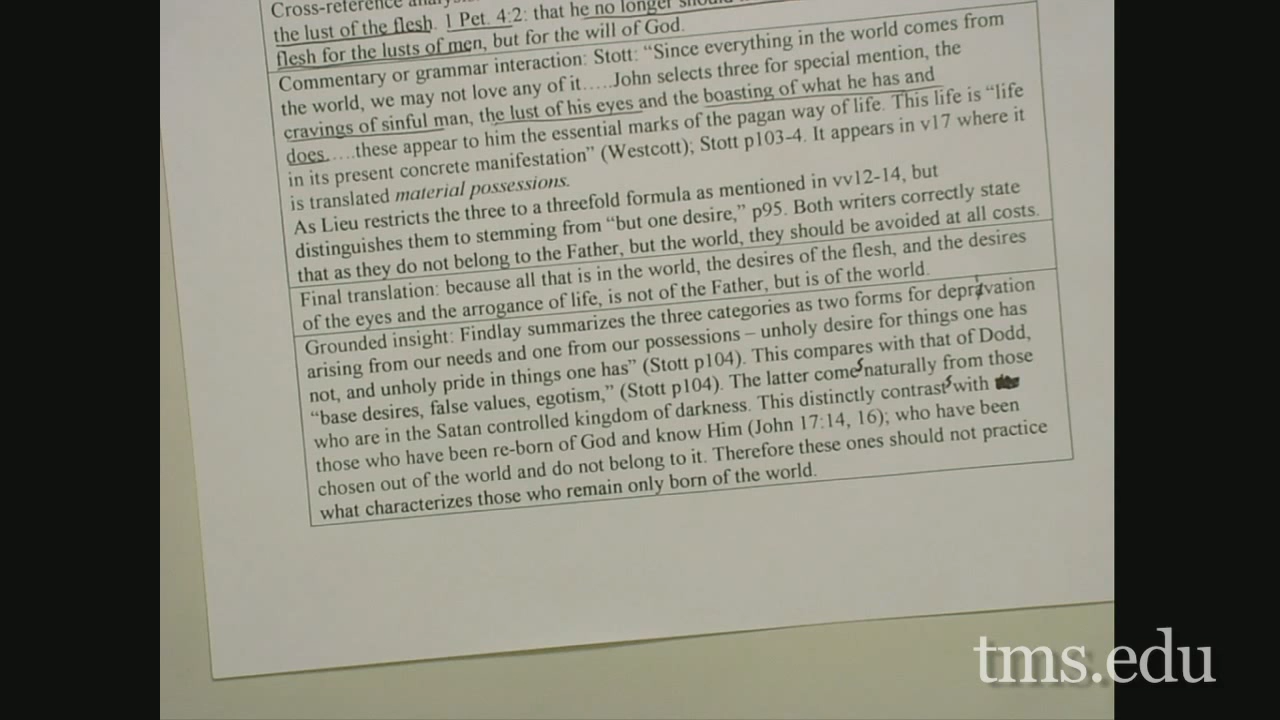 Cross-reference
the lust of the flesh. 1 Pet. 4:2: that he no longer should
flesh for the lusts of men, but for the will of God.
Commentary or grammar interaction: Stott: “Since everything in the world comes from
the world, we may not love any of it…..John selects three for special mention, the
cravings of sinful man, the lust of his eyes and the boasting of what he has and
does…..these appear to him the essential marks of the pagan way of life. This life is “life
in its present concrete manifestation” (Westcott); Stott p103-4. It appears in v17 where it
is translated material possessions.
As Lieu restricts the three to a threefold formula as mentioned in vv12-14, but
distinguishes them to stemming from “but one desire,” p95. Both writers correctly state
that as they do not belong to the Father, but the world, they should be avoided at all costs.
Final translation: because all that is in the world, the desires of the flesh, and the desires
of the eyes and the arrogance of life, is not of the Father, but is of the world.
Grounded insight: Findlay summarizes the three categories as two forms for depravation
arising from our needs and one from our possessions – unholy desire for things one has
not, and unholy pride in things one has” (Stott p104). This compares with that of Dodd,
“base desires, false values, egotism,” (Stott p104). The latter comes naturally from those
who are in the Satan controlled kingdom of darkness. This distinctly contrasts with
those who have been re-born of God and know Him (John 17:14, 16); who have been
chosen out of the world and do not belong to it. Therefore these ones should not practice
what characterizes those who remain only born of the world.
tms.edu